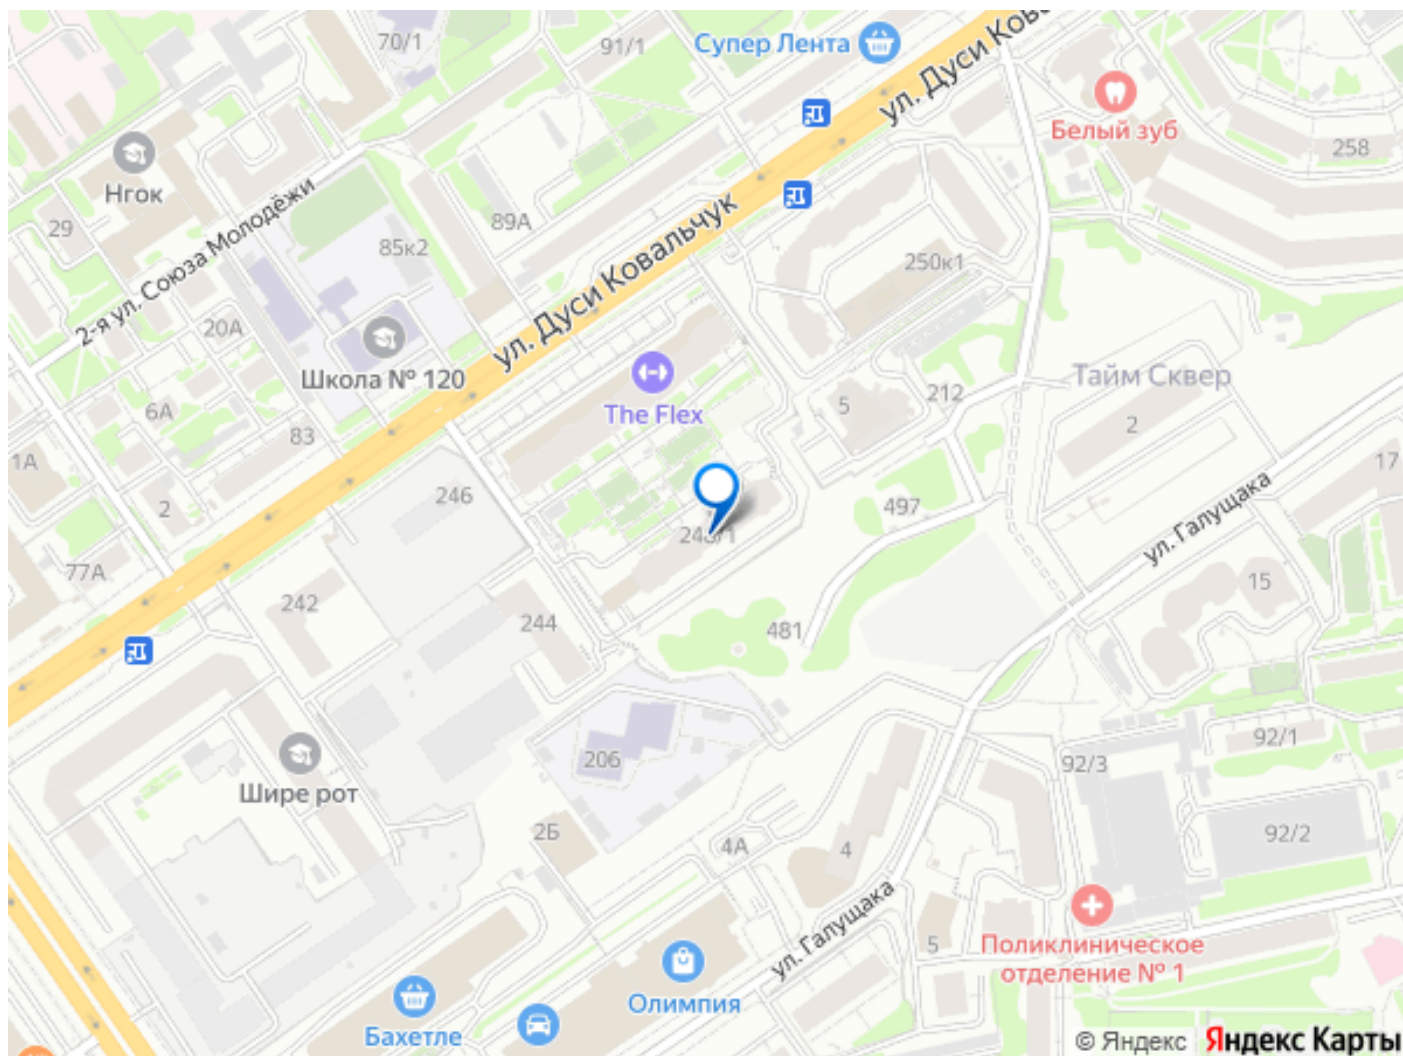 70/1
91/1
Супер Лента
ул. Дуси Ков
Белый зуб
258
Нгок
29
2-я ул. Союза Молодёжи
89А
85к2
ул. Дуси Ковальчук
250к1
20А
Школа № 120
The Flex
6А
83
5
212
Тайм Сквер
2
1А
2
246
497
17
ул. Галущака
77А
242
244
481
15
206
92/1
92/3
Шире рот
2Б
4А
4
92/2
ул. Галущака
5
Поликлиническое
отделение № 1
Олимпия
Бахетле
© Яндекс Яндекс Карты